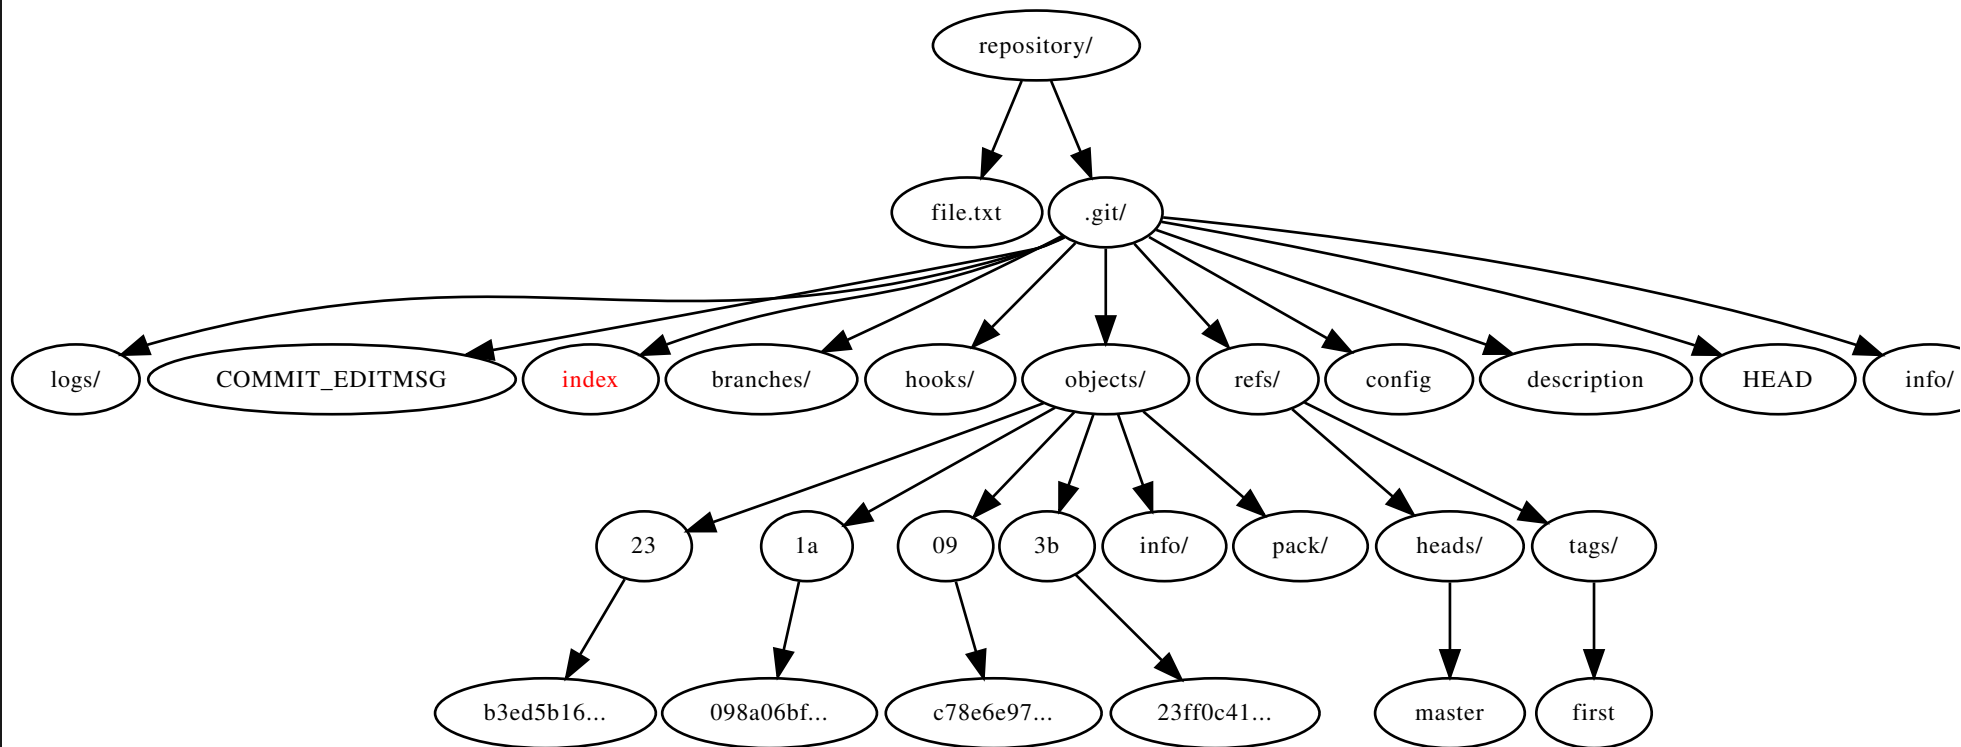 repository/
file.txt
.git/
logs/
COMMIT_EDITMSG
index
branches/
hooks/
objects/
refs/
config
description
HEAD
info/
23
1a
09
3b
info/
pack/
heads/
tags/
b3ed5b16...
098a06bf...
c78e6e97...
23ff0c41...
master
first